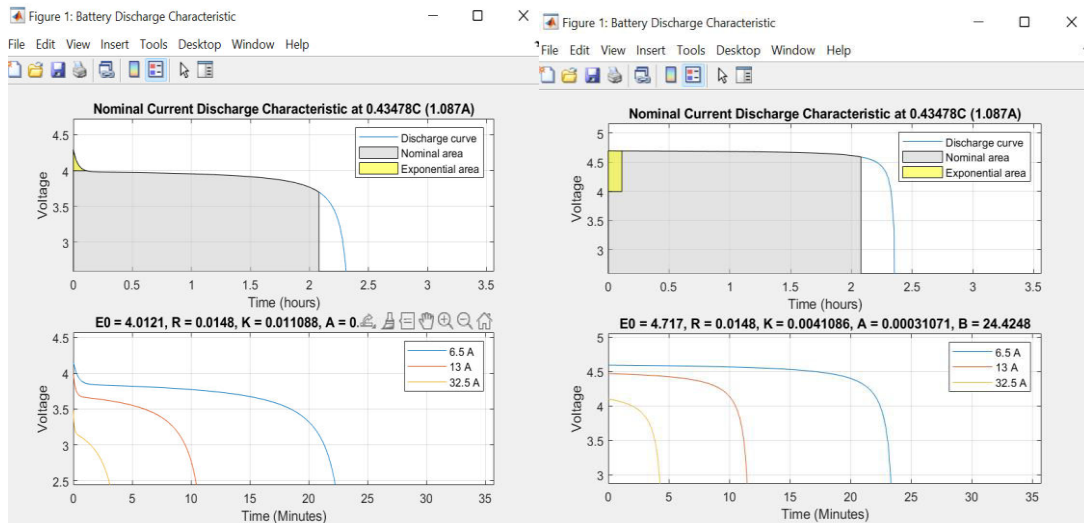 Figure 1: Battery Discharge Characteristic
File Edit View Insert Tools Desktop Window Help
Nominal Current Discharge Characteristic at 0.43478C (1.087A)
4.5
4
3.5
3
Voltage
Discharge curve
Nominal area
Exponential area
0 0.5 1 1.5 2 2.5 3 3.5
Time (hours)
E0 = 4.0121, R = 0.0148, K = 0.011088, A = 0.
4.5
4
3.5
3
2.5
Voltage
6.5 A
13 A
32.5 A
0 5 10 15 20 25 30 35
Time (Minutes)
Figure 1: Battery Discharge Characteristic
File Edit View Insert Tools Desktop Window Help
Nominal Current Discharge Characteristic at 0.43478C (1.087A)
5
4.5
4
3.5
3
Voltage
Discharge curve
Nominal area
Exponential area
0 0.5 1 1.5 2 2.5 3 3.5
Time (hours)
E0 = 4.717, R = 0.0148, K = 0.0041086, A = 0.00031071, B = 24.4248
5
4.5
4
3.5
3
Voltage
6.5 A
13 A
32.5 A
0 5 10 15 20 25 30 35
Time (Minutes)